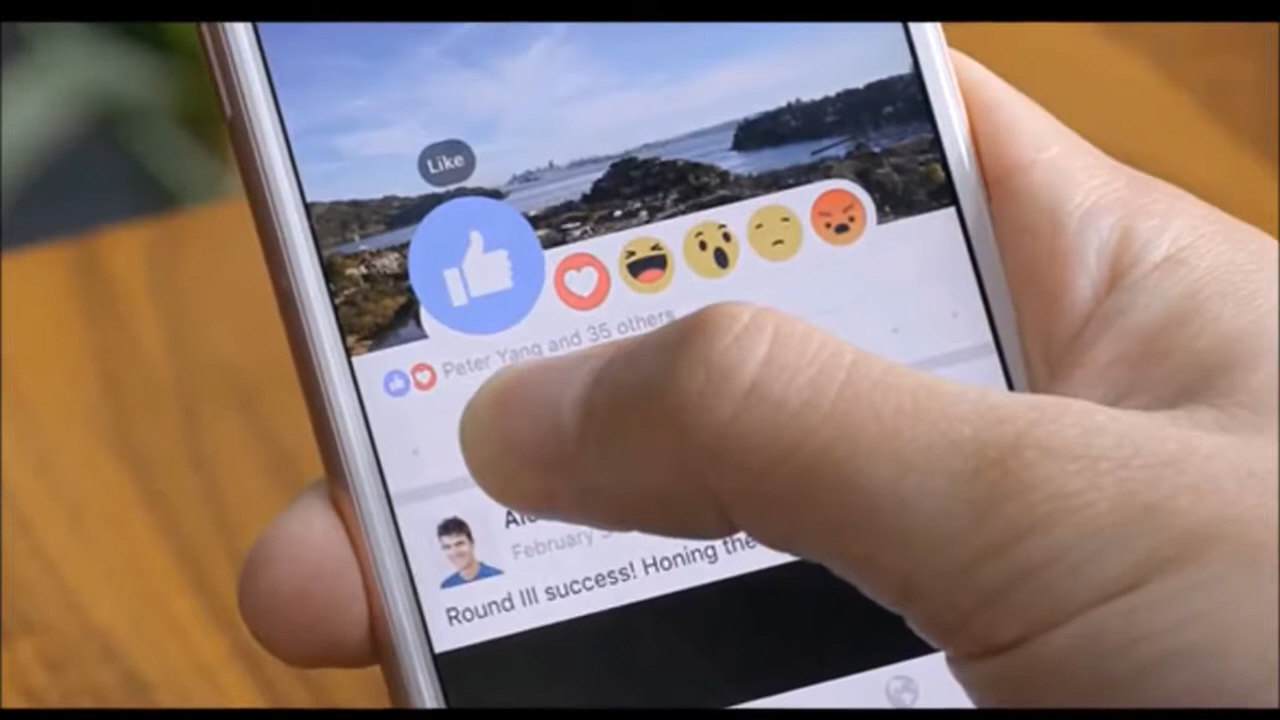 Like
Peter Yang and 35 others
February
Round III success! Honing the